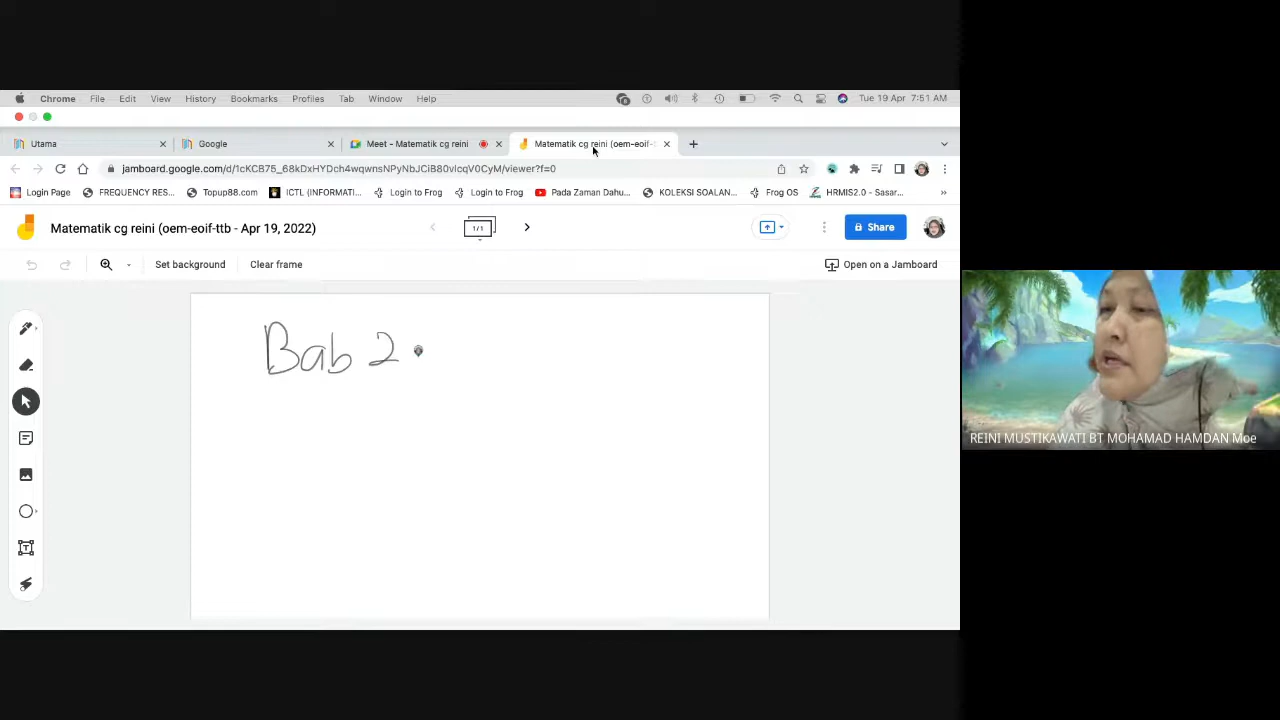 Chrome File Edit View History Bookmarks Profiles Tab Window Help Tue 19 Apr 7:51 AM
Utama Google Meet - Matematik cg reini Matematik cg reini (oem-eoif-t
jamboard.google.com/d/1cKCB75_68kDxHYDch4wqwnsNPyNbJCiB80vlcqV0CyM/viewer?f=0
Login Page FREQUENCY RES... Topup88.com ICTL (INFORMATI... Login to Frog Login to Frog Pada Zaman Dahu... KOLEKSI SOALAN... Frog OS HRMIS2.0 - Sasar...
Matematik cg reini (oem-eoif-ttb - Apr 19, 2022) 1/1 Share
Set background Clear frame Open on a Jamboard
Bab 2
REINI MUSTIKAWATI BT MOHAMAD HAMDAN Moe